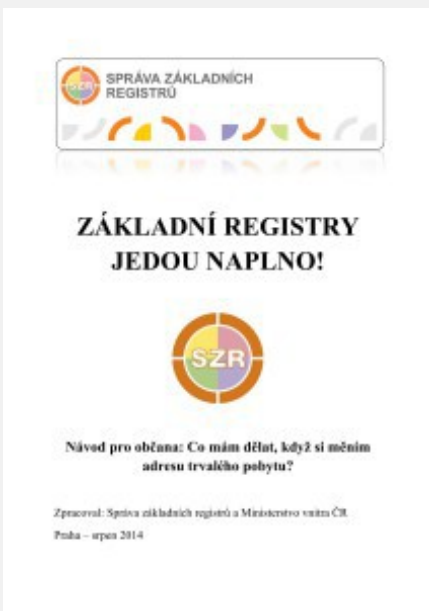 SZR
SPRÁVA ZÁKLADNÍCH
REGISTRŮ
ZÁKLADNÍ REGISTRY
JEDOU NAPLNO!
SZR
Návod pro občana: Co mám dělat, když si měním
adresu trvalého pobytu?
Zpracoval: Správa základních registrů a Ministerstvo vnitra ČR
Praha – srpen 2014